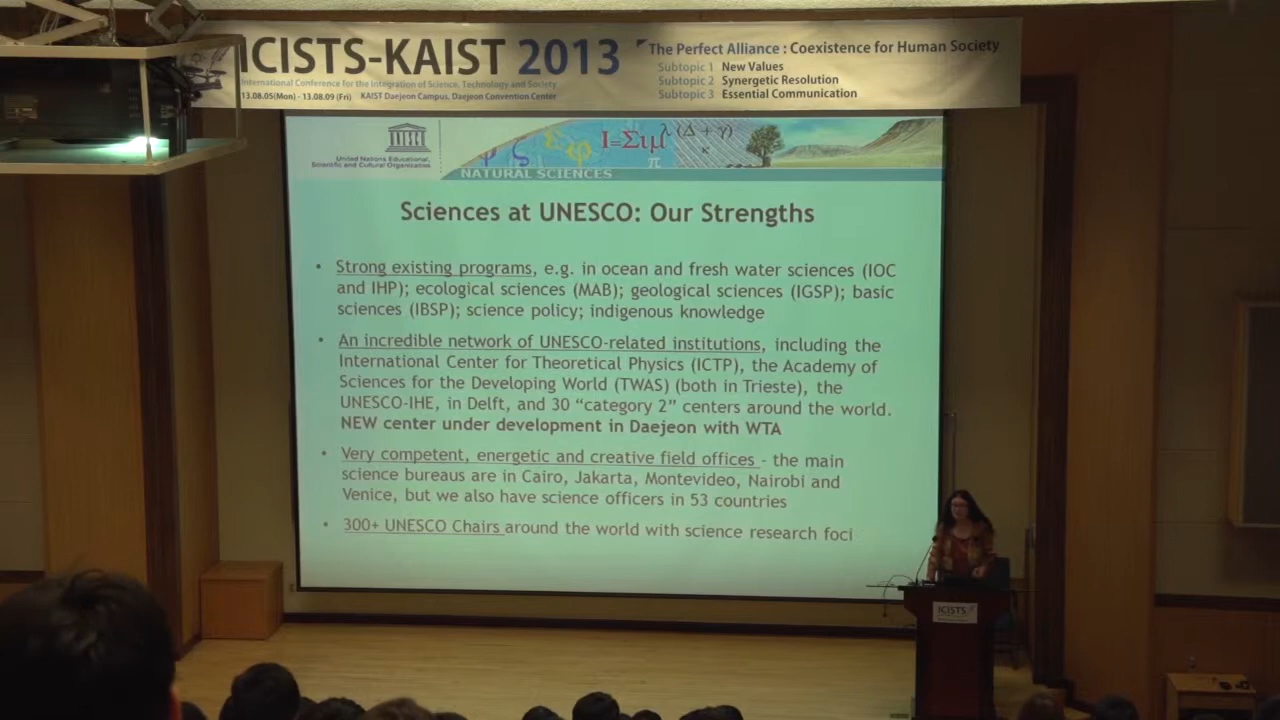 ICISTS-KAIST 2013
International Conference for the Integration of Science, Technology and Society
13.08.05(Mon) - 13.08.09 (Fri) KAIST Daejeon Campus, Daejeon Convention Center
The Perfect Alliance : Coexistence for Human Society
Subtopic 1 New Values
Subtopic 2 Synergetic Resolution
Subtopic 3 Essential Communication
United Nations Educational,
Scientific and Cultural Organization
NATURAL SCIENCES
Sciences at UNESCO: Our Strengths
• Strong existing programs, e.g. in ocean and fresh water sciences (IOC
and IHP); ecological sciences (MAB); geological sciences (IGSP); basic
sciences (IBSP); science policy; indigenous knowledge
• An incredible network of UNESCO-related institutions, including the
International Center for Theoretical Physics (ICTP), the Academy of
Sciences for the Developing World (TWAS) (both in Trieste), the
UNESCO-IHE, in Delft, and 30 “category 2” centers around the world.
NEW center under development in Daejeon with WTA
• Very competent, energetic and creative field offices - the main
science bureaus are in Cairo, Jakarta, Montevideo, Nairobi and
Venice, but we also have science officers in 53 countries
• 300+ UNESCO Chairs around the world with science research foci
ICISTS